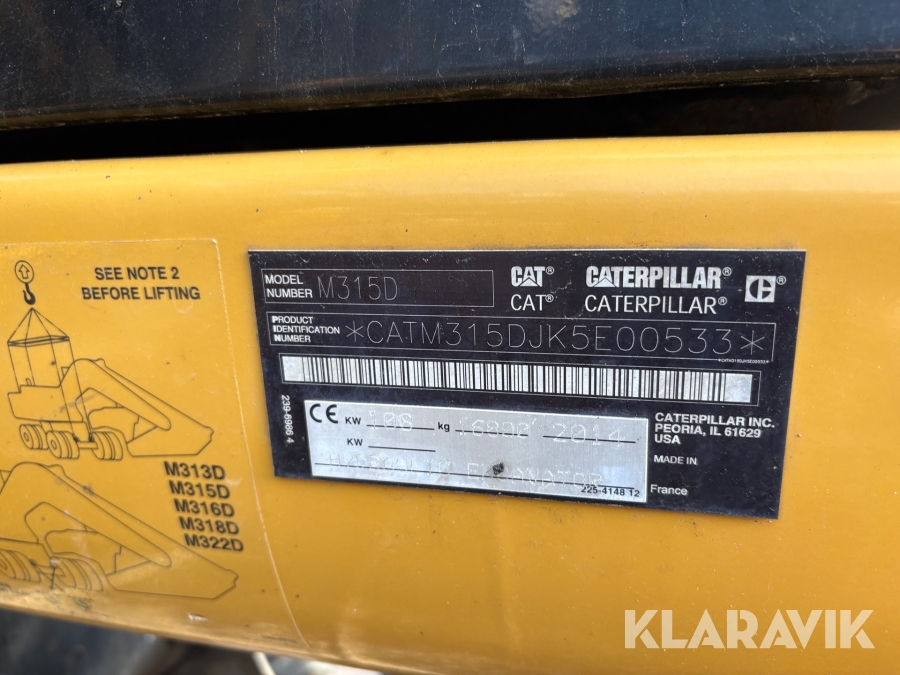 SEE NOTE 2
BEFORE LIFTING
M313D
M315D
M316D
M318D
M322D
MODEL
NUMBER M315D
CAT® CATERPILLAR®
CAT® CATERPILLAR®
PRODUCT
IDENTIFICATION
NUMBER *CATM315DJK5E00533*
*CATM315DJK5E00533*
239-6986 4
CE KW 108 kg 2014
KW
225-4148 12
CATERPILLAR INC.
PEORIA, IL 61629
USA
MADE IN
France
KLARAVIK